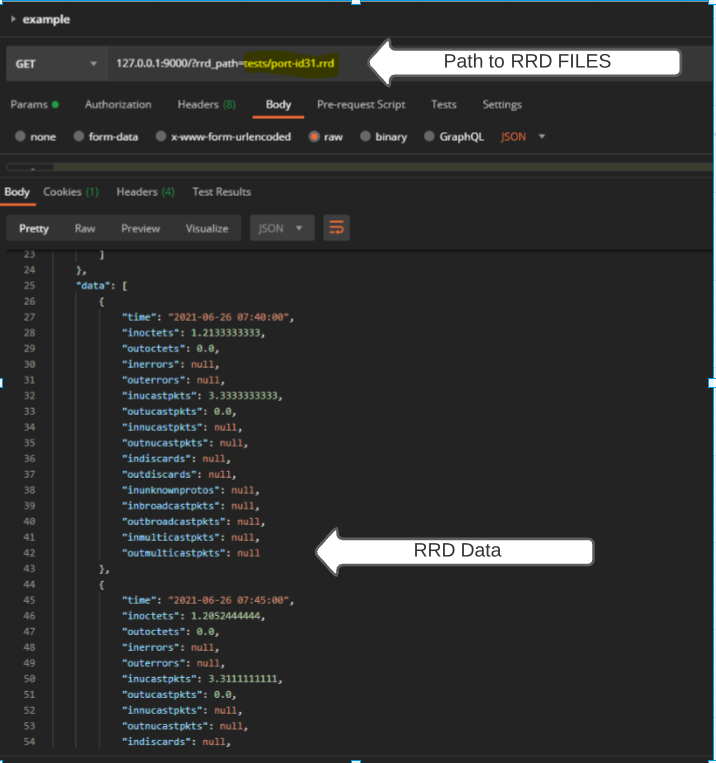 example
GET 127.0.0.1:9000/?rrd_path=tests/port-id31.rrd Path to RRD FILES
Params Authorization Headers (8) Body Pre-request Script Tests Settings
none form-data x-www-form-urlencoded raw binary GraphQL JSON
Body Cookies (1) Headers (4) Test Results
Pretty Raw Preview Visualize JSON
23 ]
24 },
25 "data": [
26 {
27 "time": "2021-06-26 07:40:00",
28 "inoctets": 1.2133333333,
29 "outoctets": 0.0,
30 "inerrors": null,
31 "outerrors": null,
32 "inucastpkts": 3.3333333333,
33 "outucastpkts": 0.0,
34 "innucastpkts": null,
35 "outnucastpkts": null,
36 "indiscards": null,
37 "outdiscards": null,
38 "inunknownprotos": null,
39 "inbroadcastpkts": null,
40 "outbroadcastpkts": null,
41 "inmulticastpkts": null,
42 "outmulticastpkts": null
RRD Data
43 },
44 {
45 "time": "2021-06-26 07:45:00",
46 "inoctets": 1.2052444444,
47 "outoctets": 0.0,
48 "inerrors": null,
49 "outerrors": null,
50 "inucastpkts": 3.3111111111,
51 "outucastpkts": 0.0,
52 "innucastpkts": null,
53 "outnucastpkts": null,
54 "indiscards": null,